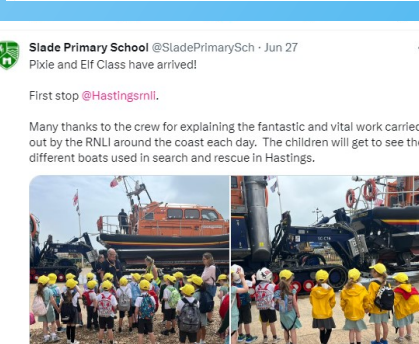 Slade Primary School @SladePrimarySch · Jun 27
Pixie and Elf Class have arrived!
First stop @Hastingsrnli.
Many thanks to the crew for explaining the fantastic and vital work carried
out by the RNLI around the coast each day. The children will get to see the
different boats used in search and rescue in Hastings.